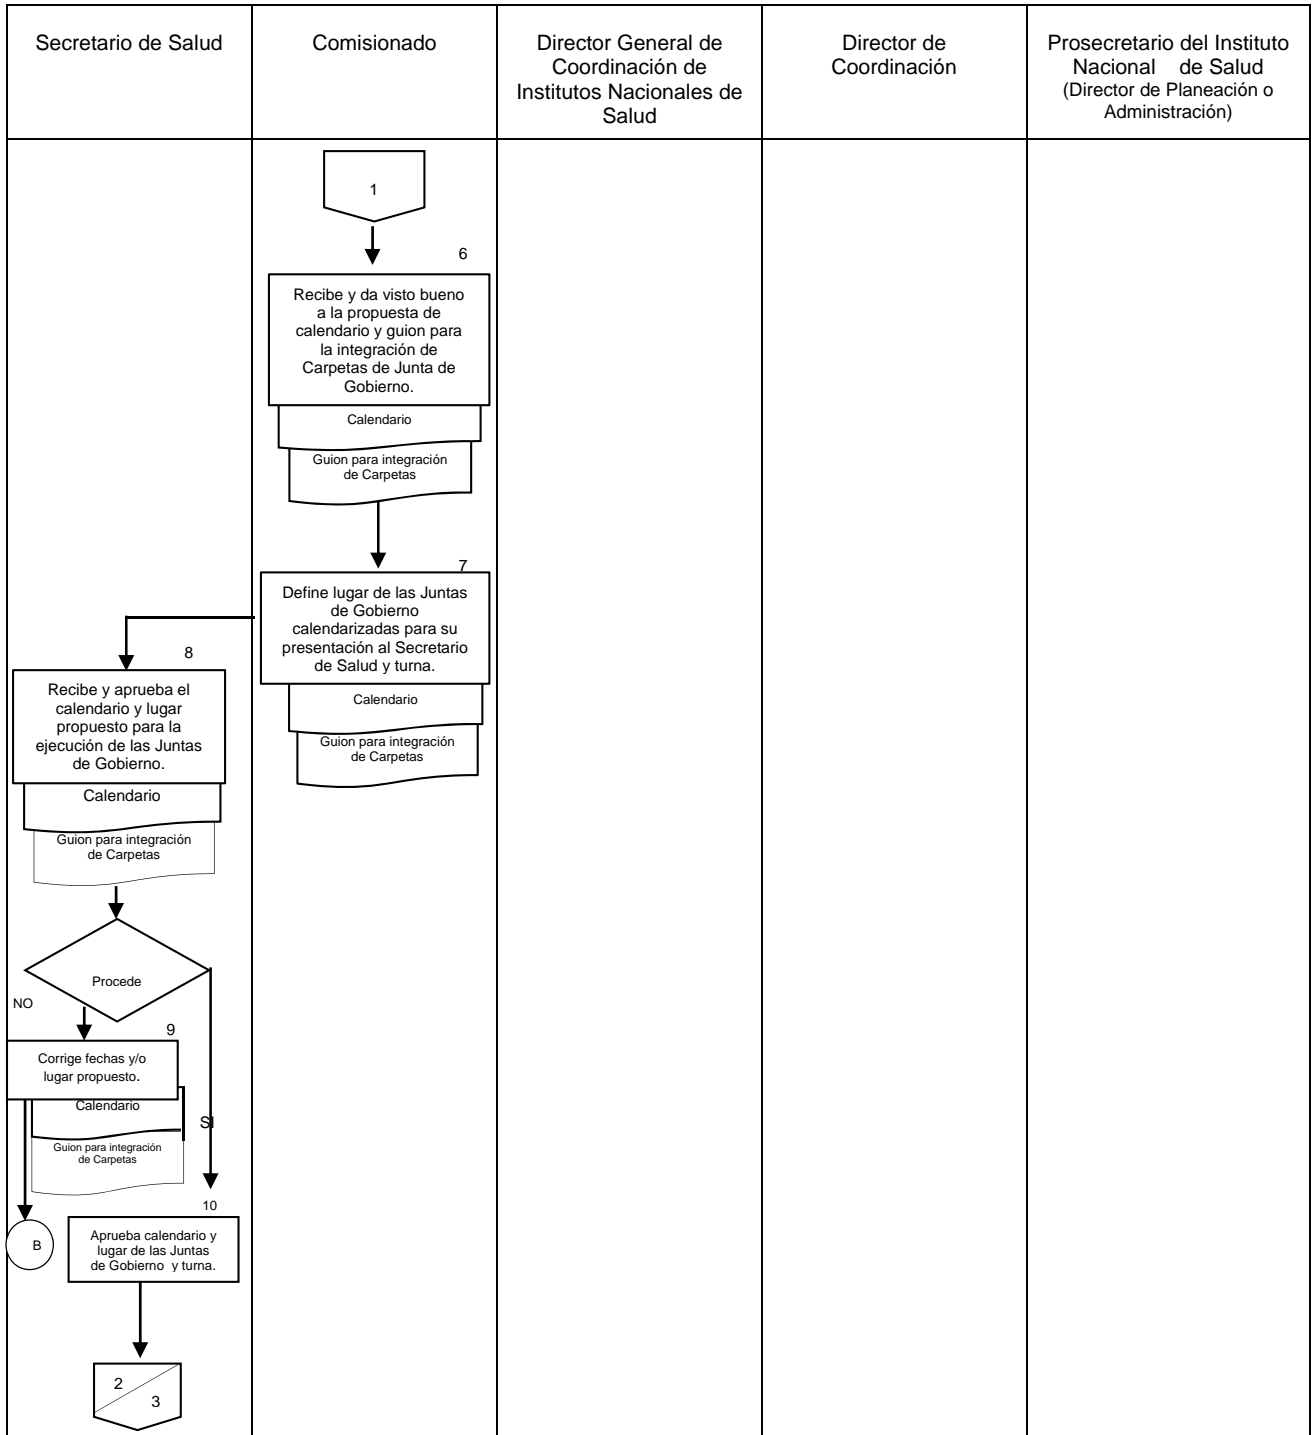 Secretario de Salud
Comisionado
Director General de
Coordinación de
Institutos Nacionales de
Salud
Director de
Coordinación
Prosecretario del Instituto
Nacional de Salud
(Director de Planeación o
Administración)
1
6
Recibe y da visto bueno
a la propuesta de
calendario y guion para
la integración de
Carpetas de Junta de
Gobierno.
Calendario
Guion para integración
de Carpetas
7
Define lugar de las Juntas
de Gobierno
calendarizadas para su
presentación al Secretario
de Salud y turna.
Calendario
Guion para integración
de Carpetas
8
Recibe y aprueba el
calendario y lugar
propuesto para la
ejecución de las Juntas
de Gobierno.
Calendario
Guion para integración
de Carpetas
Procede
NO
9
Corrige fechas y/o
lugar propuesto.
Calendario
SI
Guion para integración
de Carpetas
10
B
Aprueba calendario y
lugar de las Juntas
de Gobierno y turna.
2
3